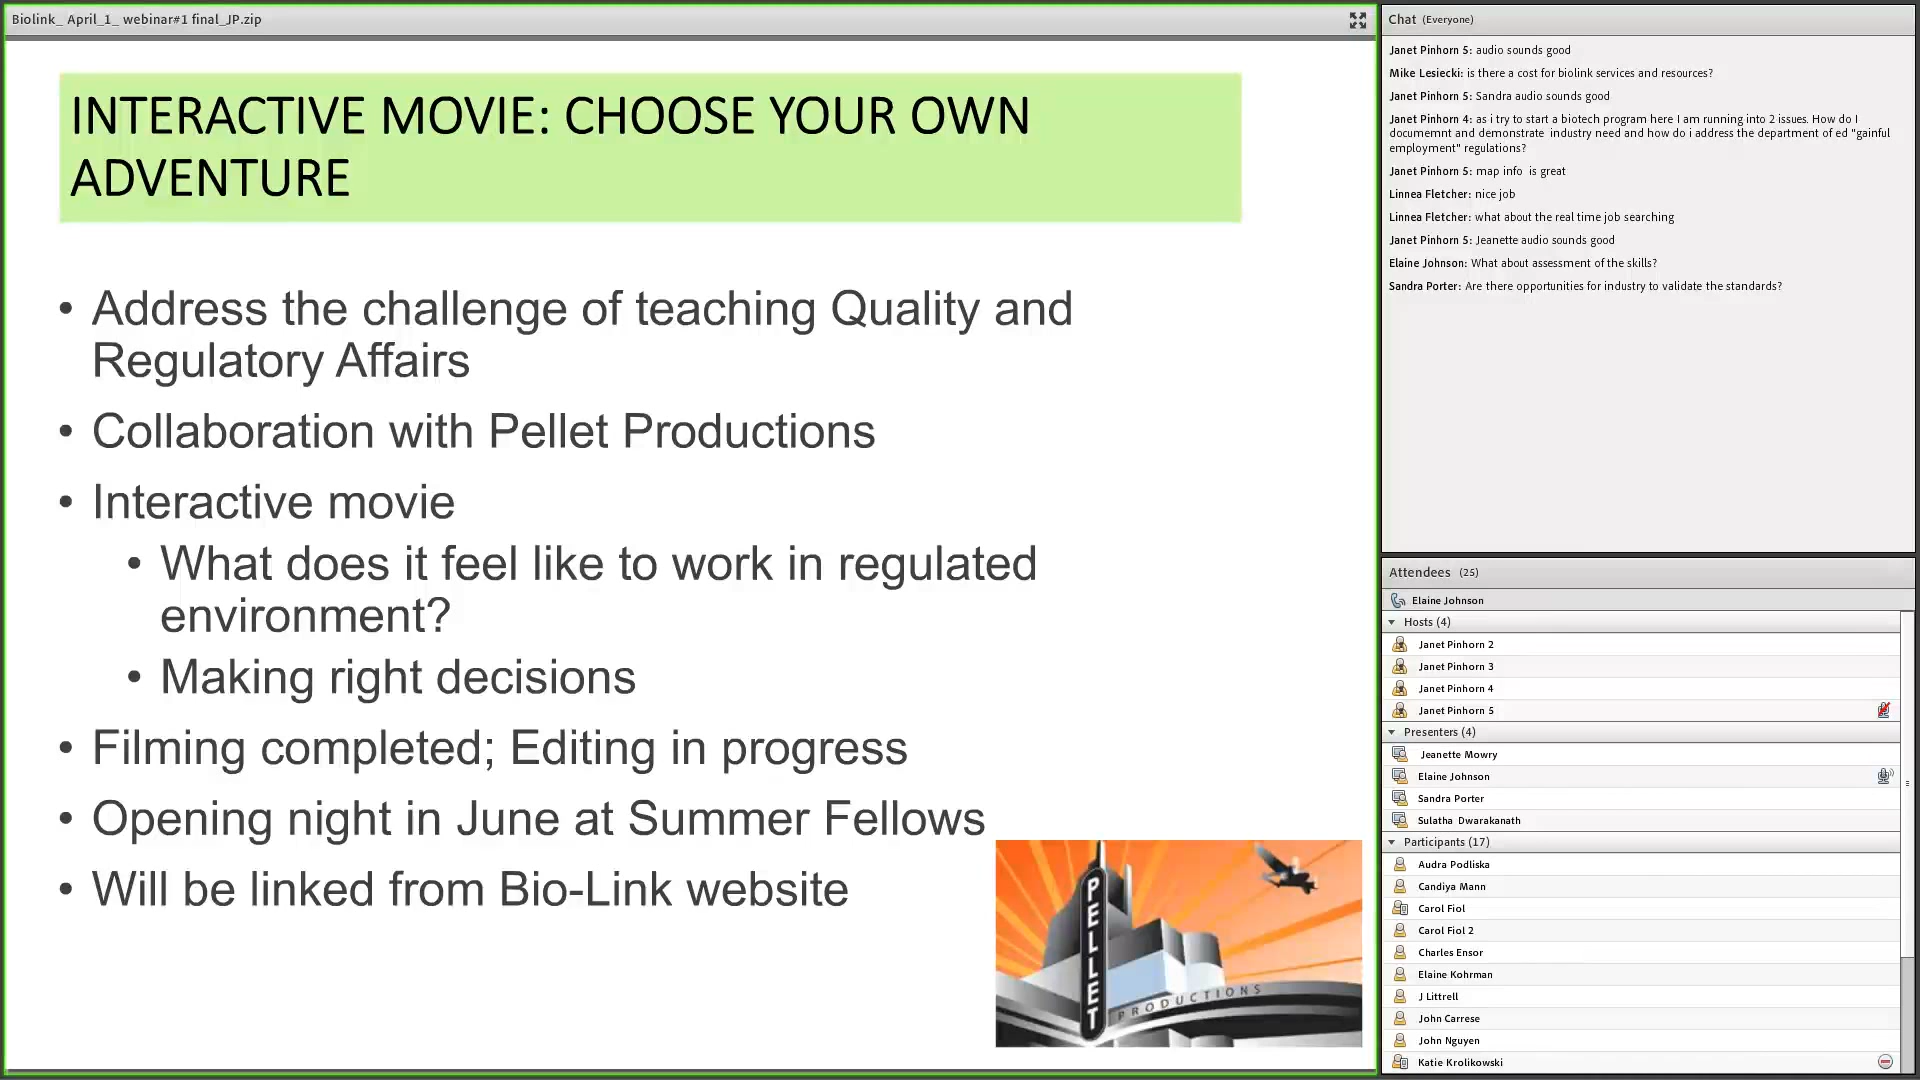 Biolink_ April_1_ webinar#1 final_JP.zip
INTERACTIVE MOVIE: CHOOSE YOUR OWN
ADVENTURE
• Address the challenge of teaching Quality and
Regulatory Affairs
• Collaboration with Pellet Productions
• Interactive movie
• What does it feel like to work in regulated
environment?
• Making right decisions
• Filming completed; Editing in progress
• Opening night in June at Summer Fellows
• Will be linked from Bio-Link website
PELLET
PRODUCTIONS
Chat (Everyone)
Janet Pinhorn 5: audio sounds good
Mike Lesiecki: is there a cost for biolink services and resources?
Janet Pinhorn 5: Sandra audio sounds good
Janet Pinhorn 4: as i try to start a biotech program here I am running into 2 issues. How do I
documemnt and demonstrate industry need and how do i address the department of ed "gainful
employment" regulations?
Janet Pinhorn 5: map info is great
Linnea Fletcher: nice job
Linnea Fletcher: what about the real time job searching
Janet Pinhorn 5: Jeanette audio sounds good
Elaine Johnson: What about assessment of the skills?
Sandra Porter: Are there opportunities for industry to validate the standards?
Attendees (25)
Elaine Johnson
Hosts (4)
Janet Pinhorn 2
Janet Pinhorn 3
Janet Pinhorn 4
Janet Pinhorn 5
Presenters (4)
Jeanette Mowry
Elaine Johnson
Sandra Porter
Sulatha Dwarakanath
Participants (17)
Audra Podliska
Candiya Mann
Carol Fiol
Carol Fiol 2
Charles Ensor
Elaine Kohrman
J Littrell
John Carrese
John Nguyen
Katie Krolikowski